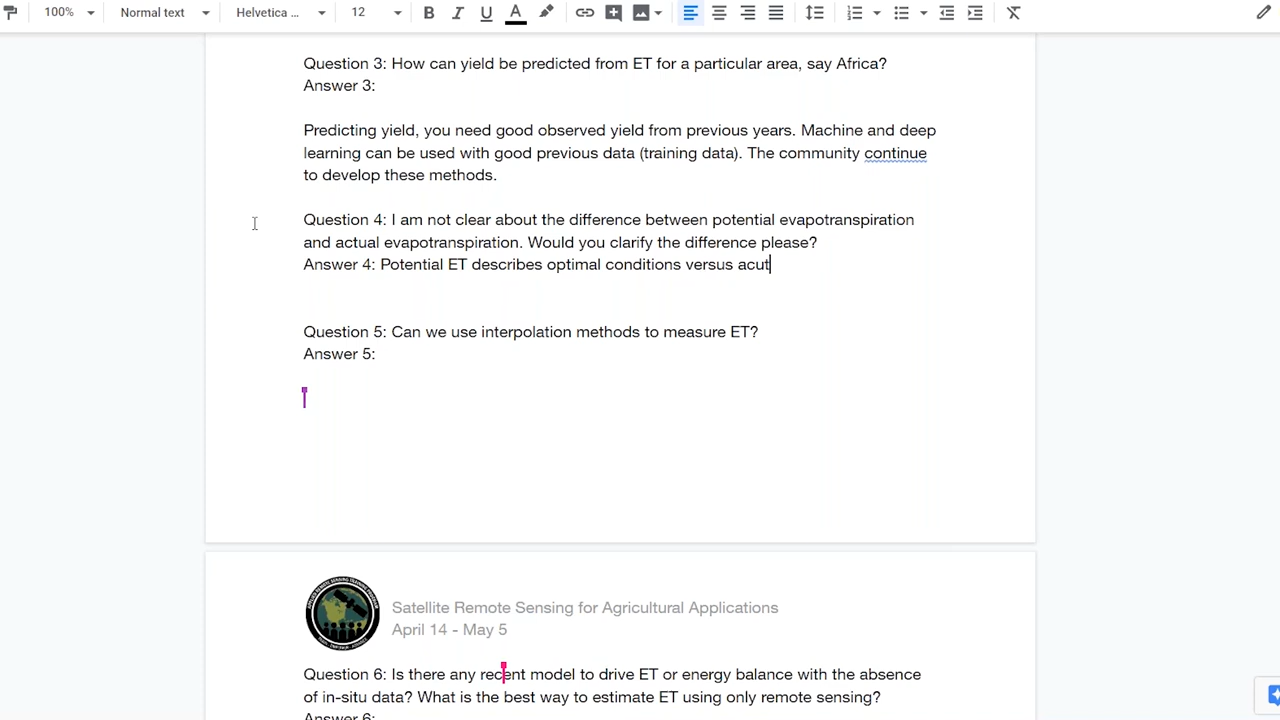 100% Normal text Helvetica ... 12 B I U A
Question 3: How can yield be predicted from ET for a particular area, say Africa?
Answer 3:
Predicting yield, you need good observed yield from previous years. Machine and deep
learning can be used with good previous data (training data). The community continue
to develop these methods.
Question 4: I am not clear about the difference between potential evapotranspiration
and actual evapotranspiration. Would you clarify the difference please?
Answer 4: Potential ET describes optimal conditions versus acut
Question 5: Can we use interpolation methods to measure ET?
Answer 5:
Satellite Remote Sensing for Agricultural Applications
April 14 - May 5
Question 6: Is there any recent model to drive ET or energy balance with the absence
of in-situ data? What is the best way to estimate ET using only remote sensing?
Answer 6: